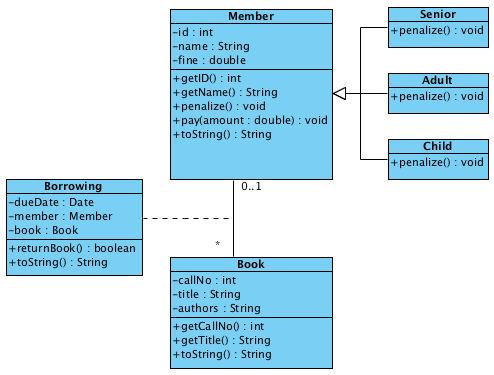 Member
-id : int
-name : String
-fine : double
+getID() : int
+getName() : String
+penalize() : void
+pay(amount : double) : void
+toString() : String
Senior
+penalize() : void
Adult
+penalize() : void
Child
+penalize() : void
0..1
Borrowing
-dueDate : Date
-member : Member
-book : Book
+returnBook() : boolean
+toString() : String
*
Book
-callNo : int
-title : String
-authors : String
+getCallNo() : int
+getTitle() : String
+toString() : String